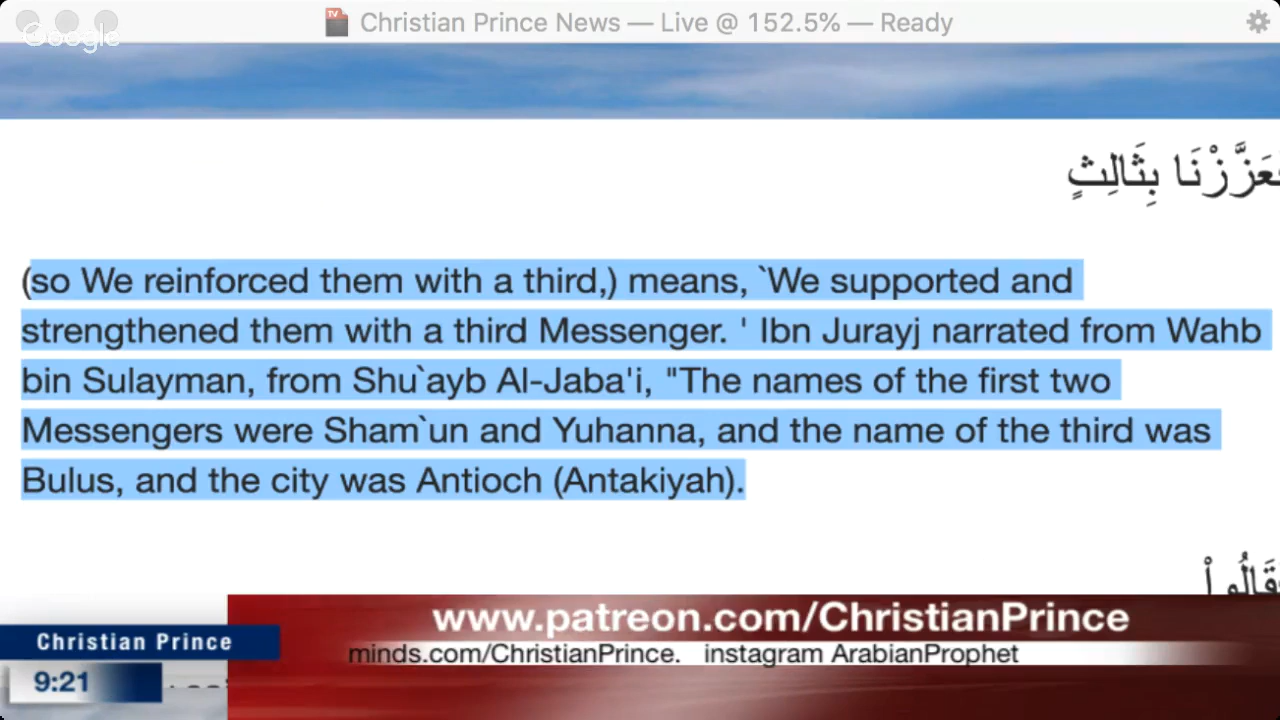 Christian Prince News — Live @ 152.5% — Ready
Google
فَعَزَّزْنَا بِثَالِثٍ
(so We reinforced them with a third,) means, `We supported and
strengthened them with a third Messenger. ' Ibn Jurayj narrated from Wahb
bin Sulayman, from Shu`ayb Al-Jaba'i, "The names of the first two
Messengers were Sham`un and Yuhanna, and the name of the third was
Bulus, and the city was Antioch (Antakiyah).
فَقَالُواْ
www.patreon.com/ChristianPrince
Christian Prince
minds.com/ChristianPrince. instagram ArabianProphet
9:21